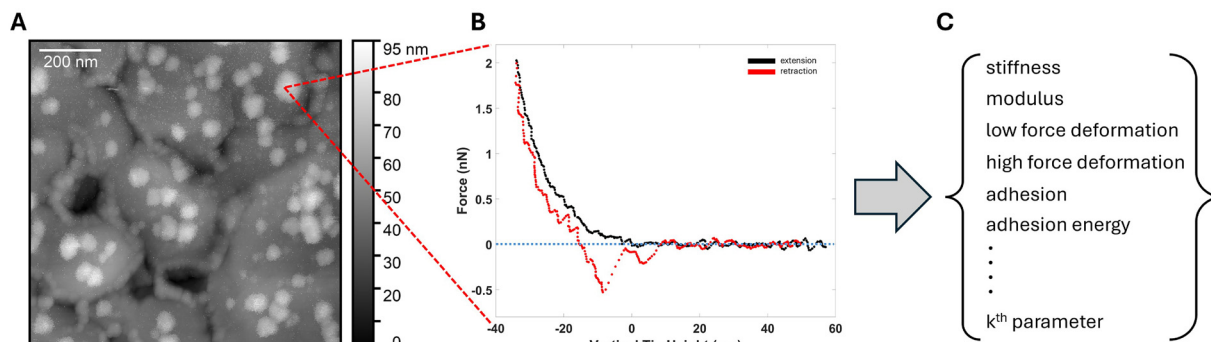 A
200 nm
95 nm
80
70
60
50
40
30
20
10
0
B
Force (nN)
2
1.5
1
0.5
0
-0.5
-40
-20
0
20
40
60
extension
retraction
C
stiffness
modulus
low force deformation
high force deformation
adhesion
adhesion energy
kth parameter